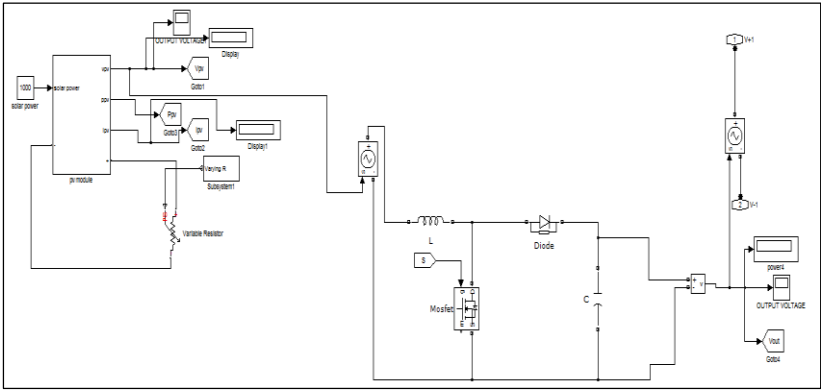 OUTPUT VOLTAGE1
Display
1000
solar power
solar power
vpv
ppv
Ipv
+
-
pv module
Vpv
Goto1
Ppv
Goto3
Ipv
Goto2
Display1
Varying R
Subsystem1
Variable Resistor
+
s
-
L
S
Mosfet
Diode
C
+
-
v
1
V+1
+
s
-
2
V-1
power4
OUTPUT VOLTAGE
Vout
Goto4